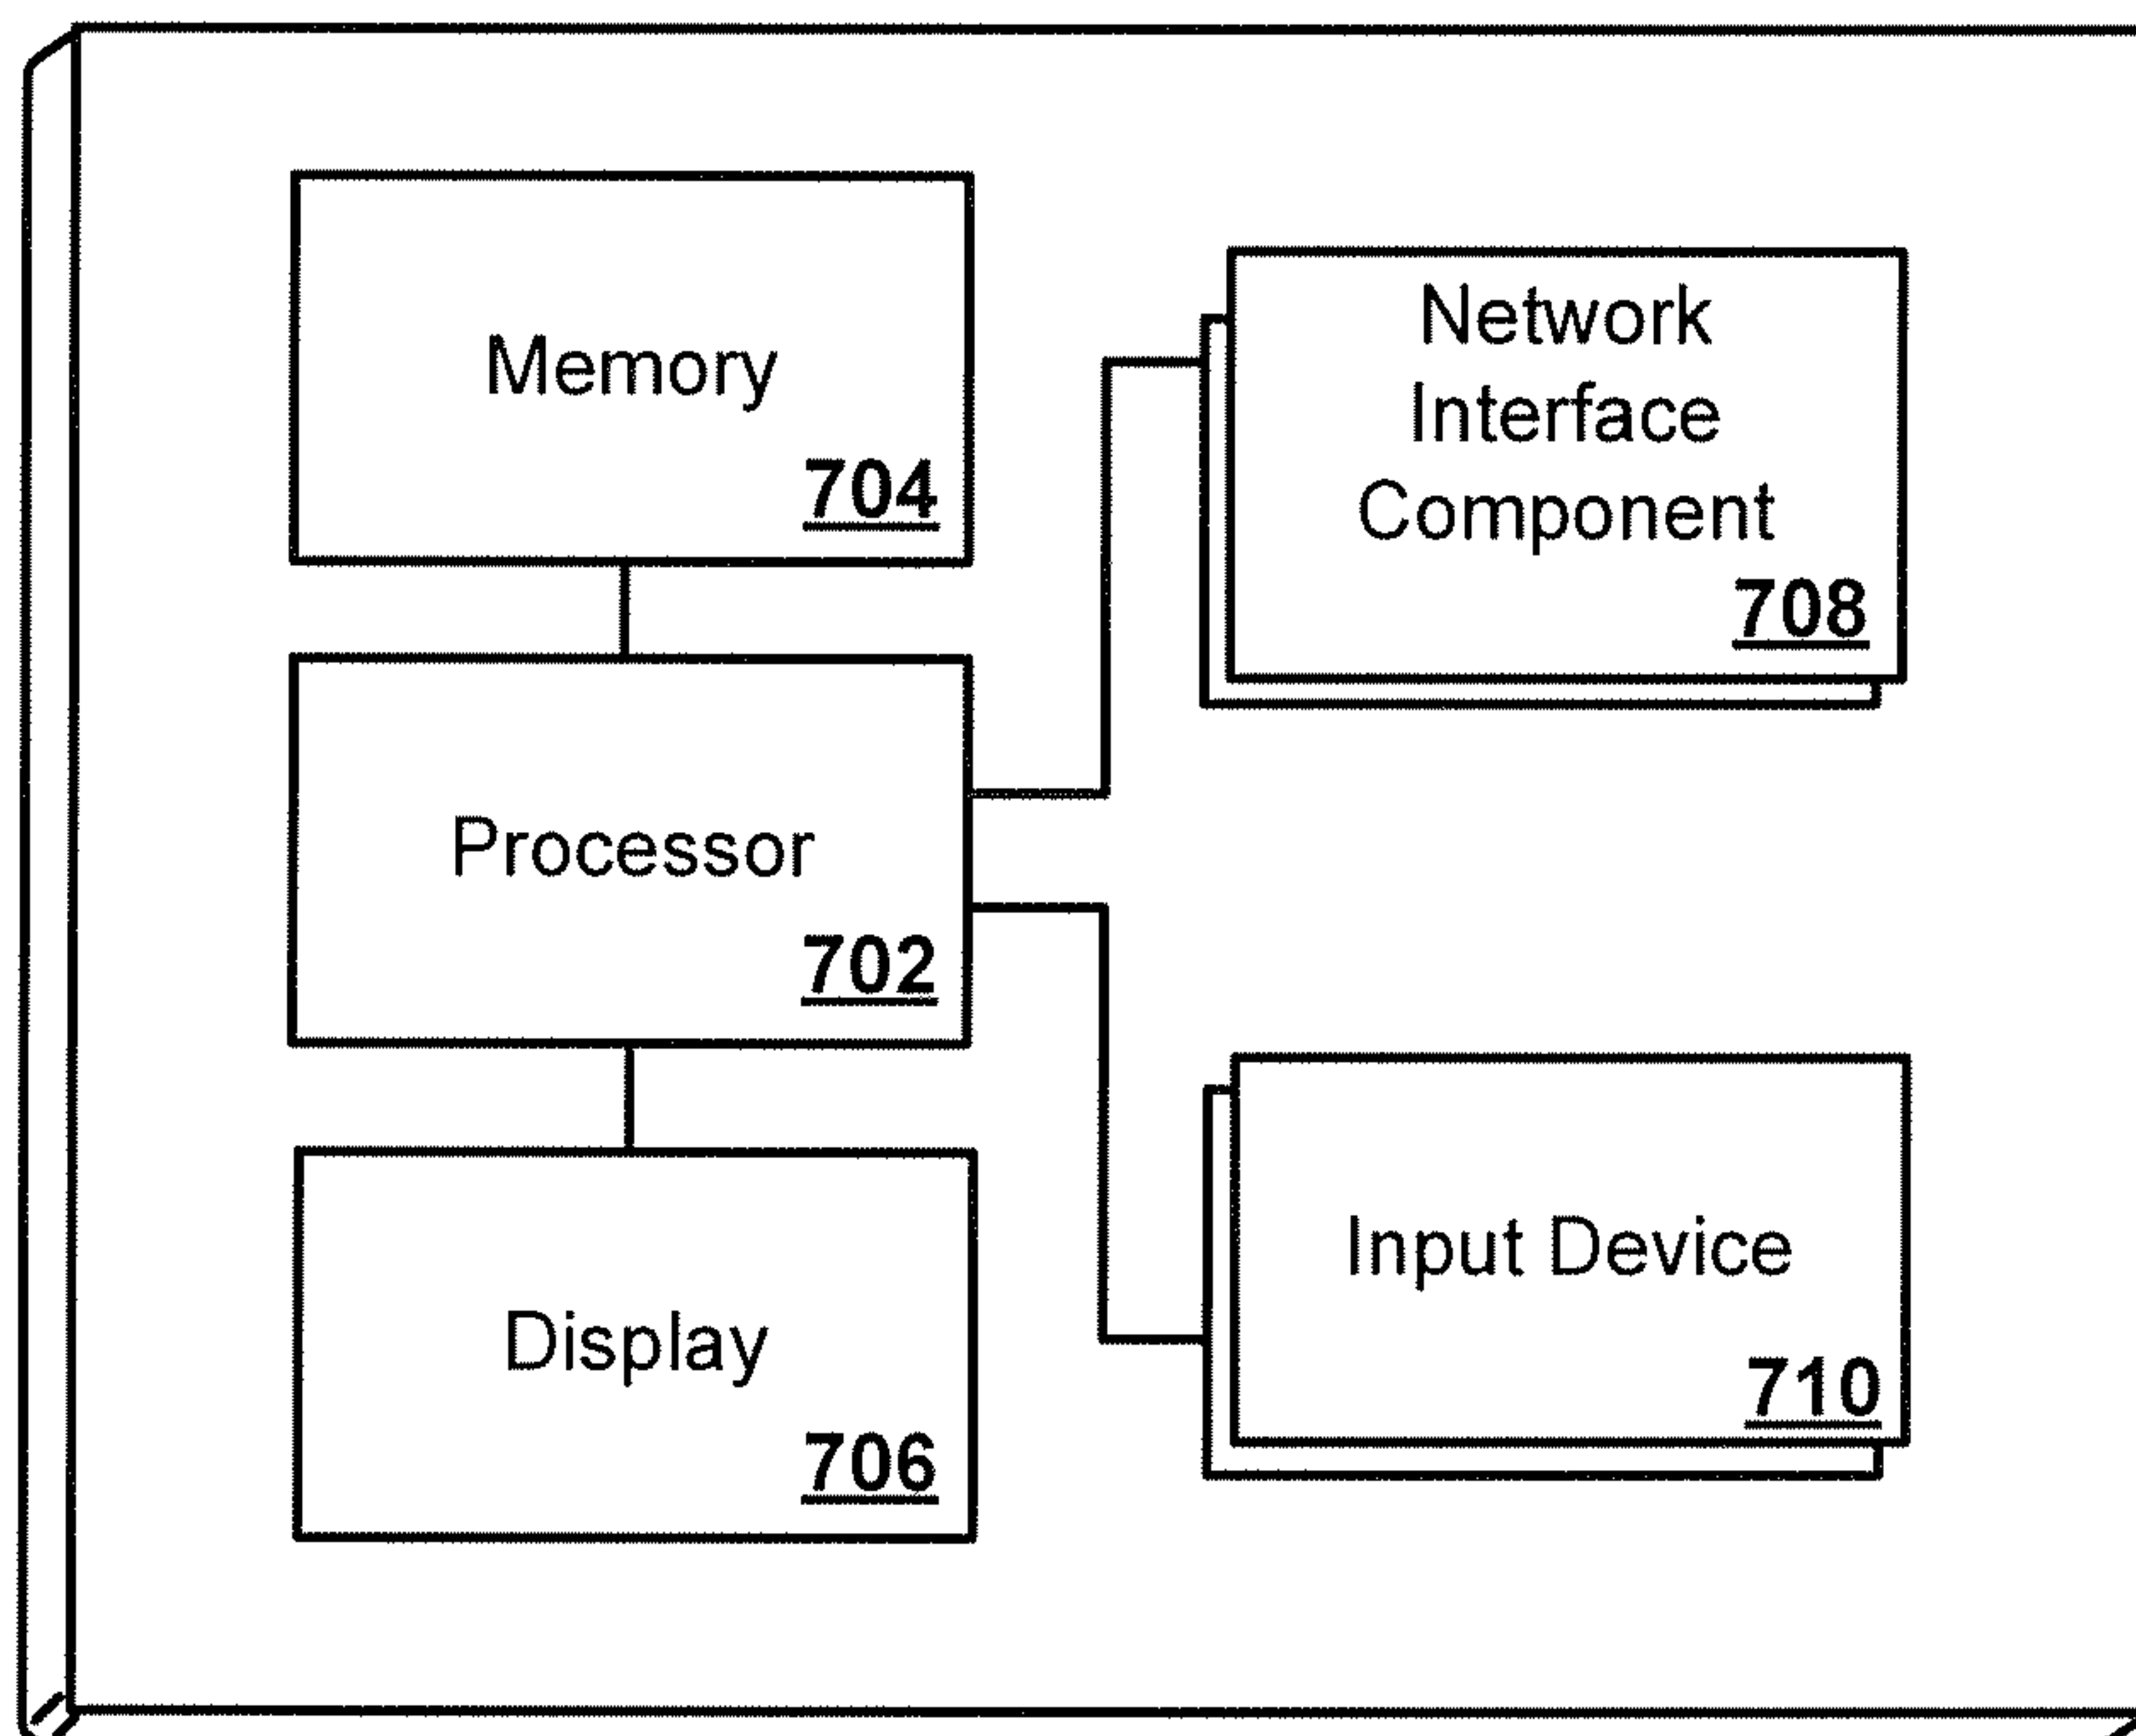 Memory
704
Network
Interface
Component
708
Processor
702
Input Device
710
Display
706